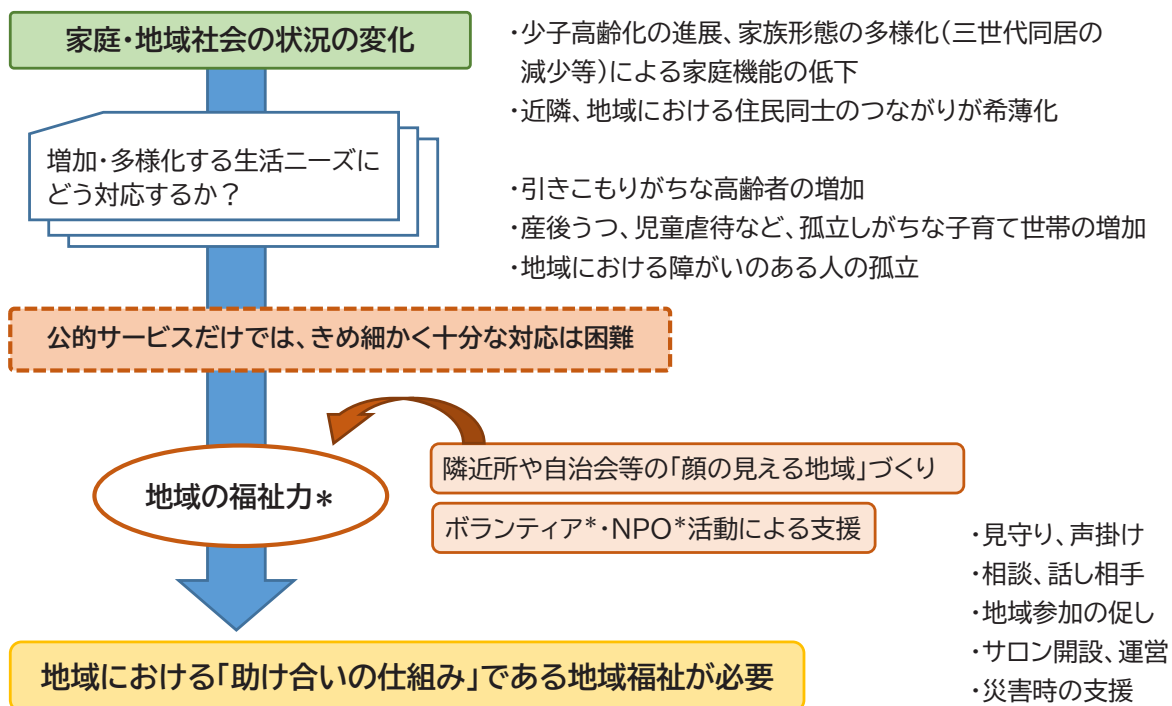 家庭・地域社会の状況の変化
・少子高齢化の進展、家族形態の多様化(三世代同居の
減少等)による家庭機能の低下
・近隣、地域における住民同士のつながりが希薄化
増加・多様化する生活ニーズに
どう対応するか？
・引きこもりがちな高齢者の増加
・産後うつ、児童虐待など、孤立しがちな子育て世帯の増加
・地域における障がいのある人の孤立
公的サービスだけでは、きめ細かく十分な対応は困難
地域の福祉力*
隣近所や自治会等の「顔の見える地域」づくり
ボランティア*・NPO*活動による支援
・見守り、声掛け
・相談、話し相手
・地域参加の促し
・サロン開設、運営
・災害時の支援
地域における「助け合いの仕組み」である地域福祉が必要